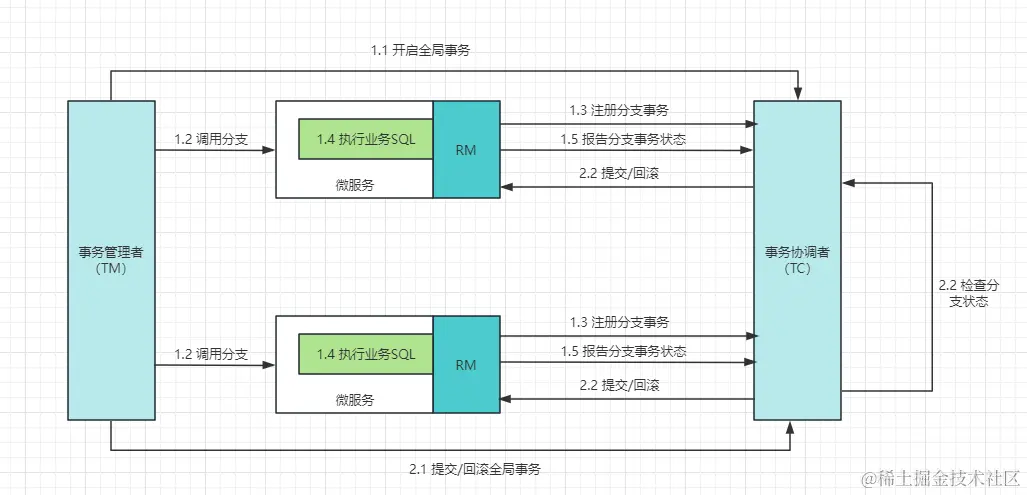 1.1 开启全局事务
1.2 调用分支
1.4 执行业务SQL
微服务
RM
1.3 注册分支事务
1.5 报告分支事务状态
2.2 提交/回滚
事务管理者
（TM）
事务协调者
（TC）
2.2 检查分
支状态
1.2 调用分支
1.4 执行业务SQL
微服务
RM
1.3 注册分支事务
1.5 报告分支事务状态
2.2 提交/回滚
2.1 提交/回滚全局事务
@稀土掘金技术社区